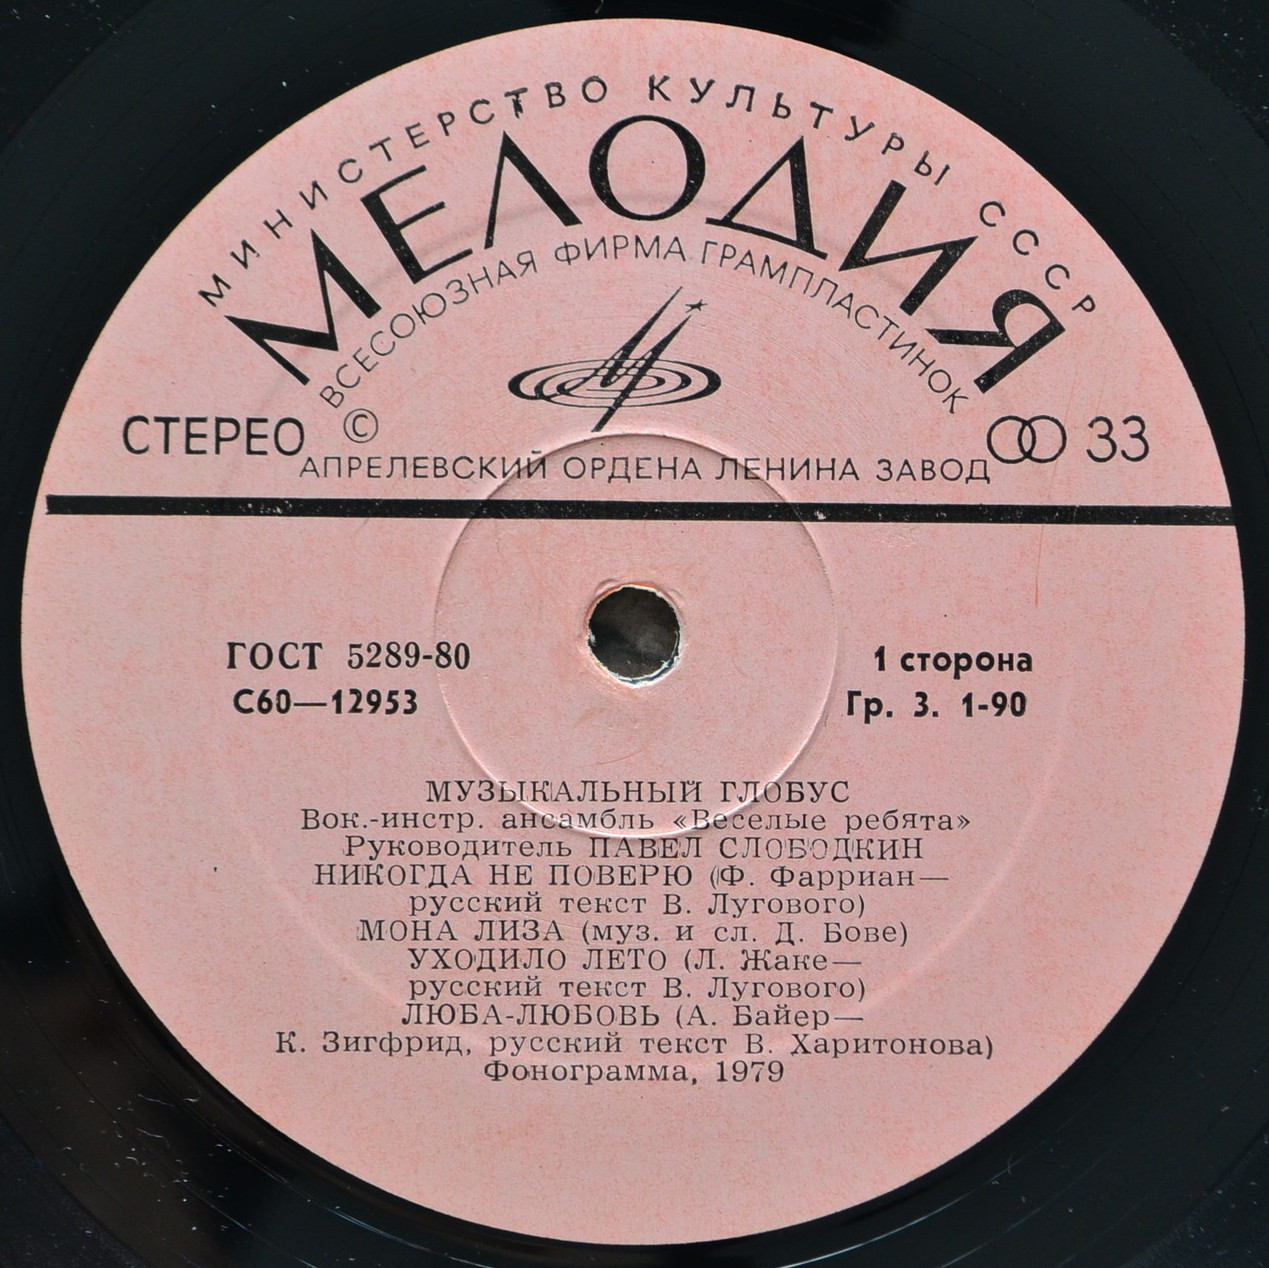 МИНИСТЕРСТВО КУЛЬТУРЫ СССР
МЕЛОДИЯ
ВСЕСОЮЗНАЯ ФИРМА ГРАМПЛАСТИНОК
СТЕРЕО © 33
АПРЕЛЕВСКИЙ ОРДЕНА ЛЕНИНА ЗАВОД
ГОСТ 5289-80 1 сторона
С60—12953 Гр. 3. 1-90
МУЗЫКАЛЬНЫЙ ГЛОБУС
Вок.-инстр. ансамбль «Веселые ребята»
Руководитель ПАВЕЛ СЛОБОДКИН
НИКОГДА НЕ ПОВЕРЮ (Ф. Фарриан—
русский текст В. Лугового)
МОНА ЛИЗА (муз. и сл. Д. Бове)
УХОДИЛО ЛЕТО (Л. Жаке—
русский текст В. Лугового)
ЛЮБА-ЛЮБОВЬ (А. Байер—
К. Зигфрид, русский текст В. Харитонова)
Фонограмма, 1979